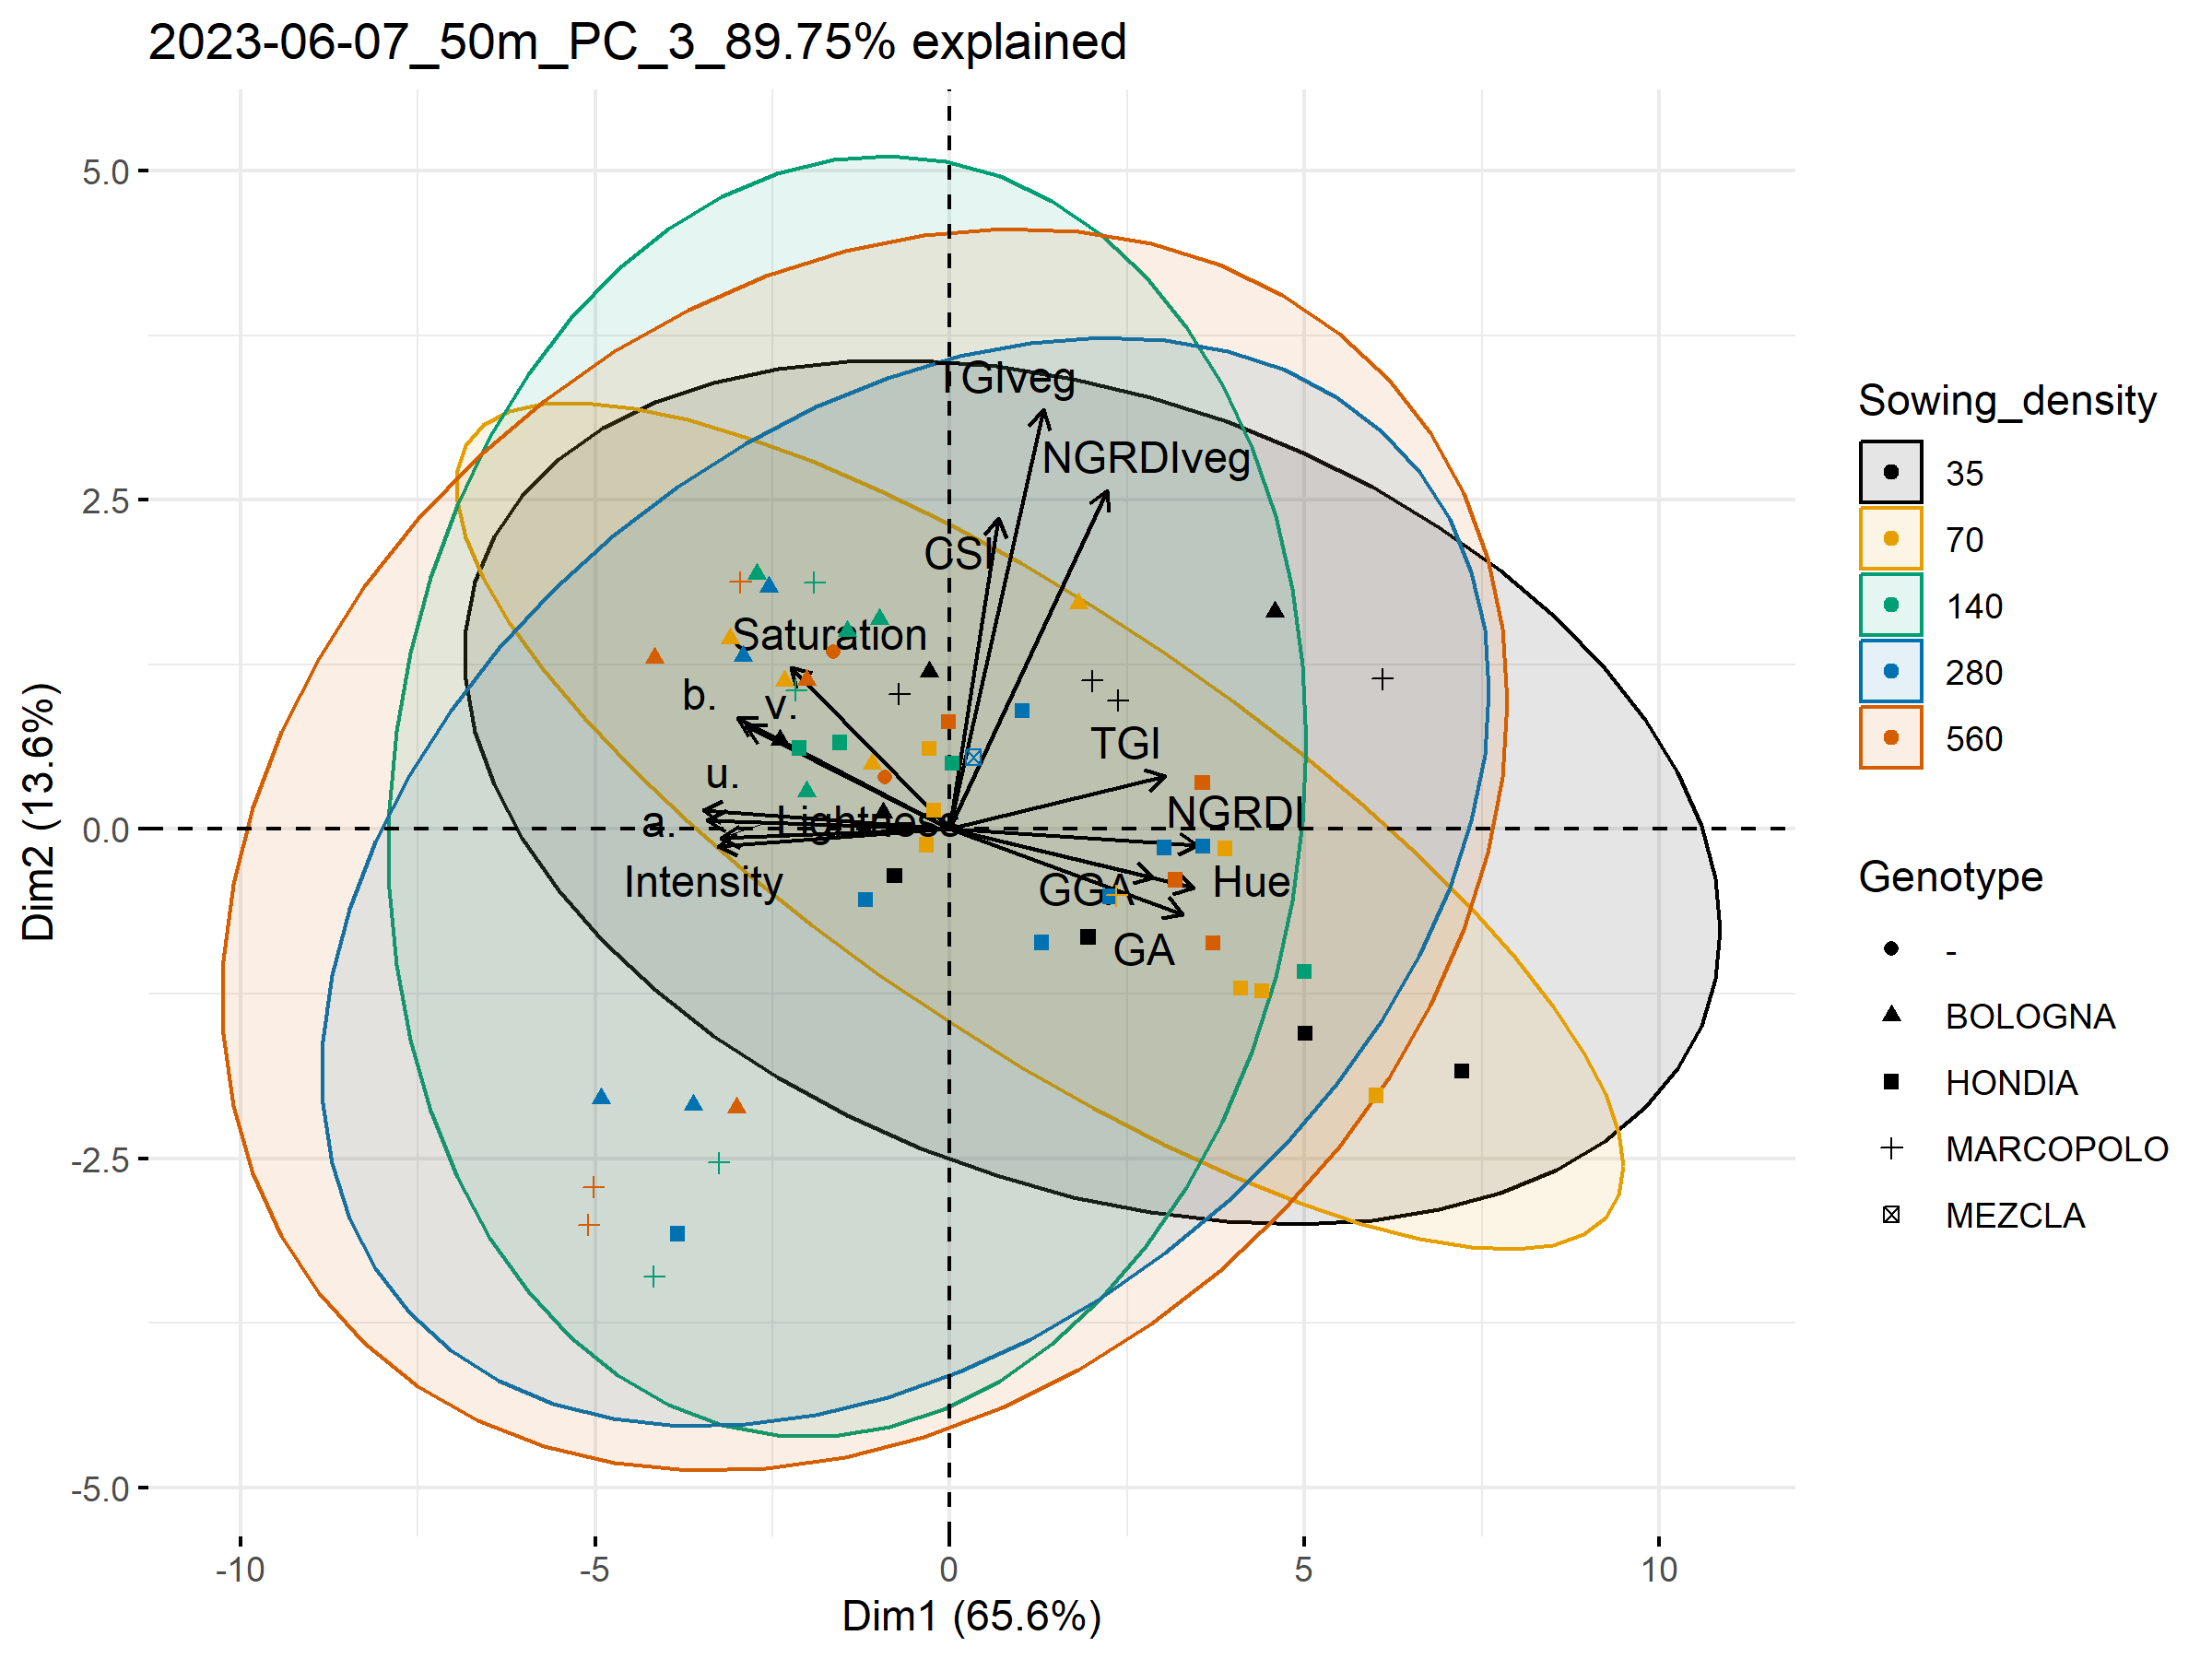 2023-06-07_50m_PC_3_89.75% explained
5.0
2.5
0.0
-2.5
-5.0
Dim2 (13.6%)
TGIveg
NGRDIveg
CSI
Saturation
b.
v.
TGI
u.
NGRDI
a.
Lightness
Intensity
GGA
Hue
GA
-10
-5
0
5
10
Dim1 (65.6%)
Sowing_density
35
70
140
280
560
Genotype
-
BOLOGNA
HONDIA
MARCOPOLO
MEZCLA